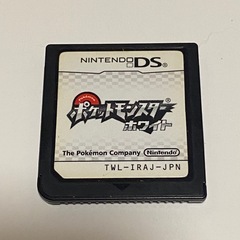 NINTENDO DS
ポケットモンスター
ホワイト
The Pokémon Company Nintendo
TWL-IRAJ-JPN